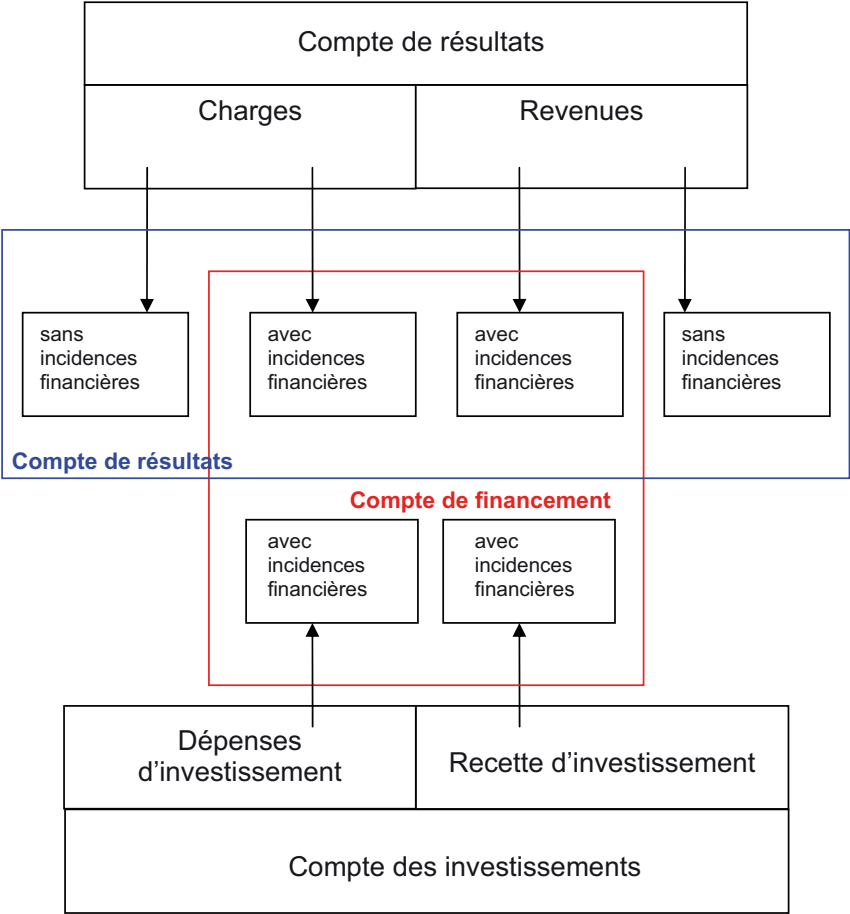 Compte de résultats
Charges
Revenues
sans
incidences
financières
avec
incidences
financières
avec
incidences
financières
sans
incidences
financières
Compte de résultats
Compte de financement
avec
incidences
financières
avec
incidences
financières
Dépenses
d’investissement
Recette d’investissement
Compte des investissements